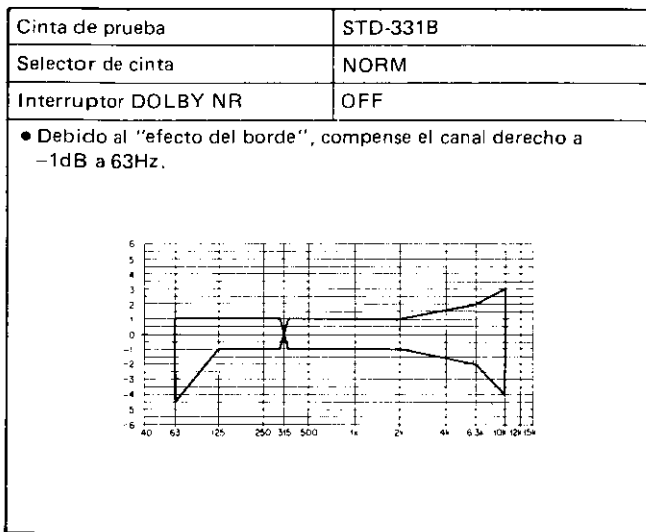 Cinta de prueba STD-331B
Selector de cinta NORM
Interruptor DOLBY NR OFF
● Debido al "efecto del borde", compense el canal derecho a
−1dB a 63Hz.
6
5
4
3
2
1
0
−1
−2
−3
−4
5
−6
40 63 125 250 315 500 1k 2k 4k 6.3k 10k 12k 15k